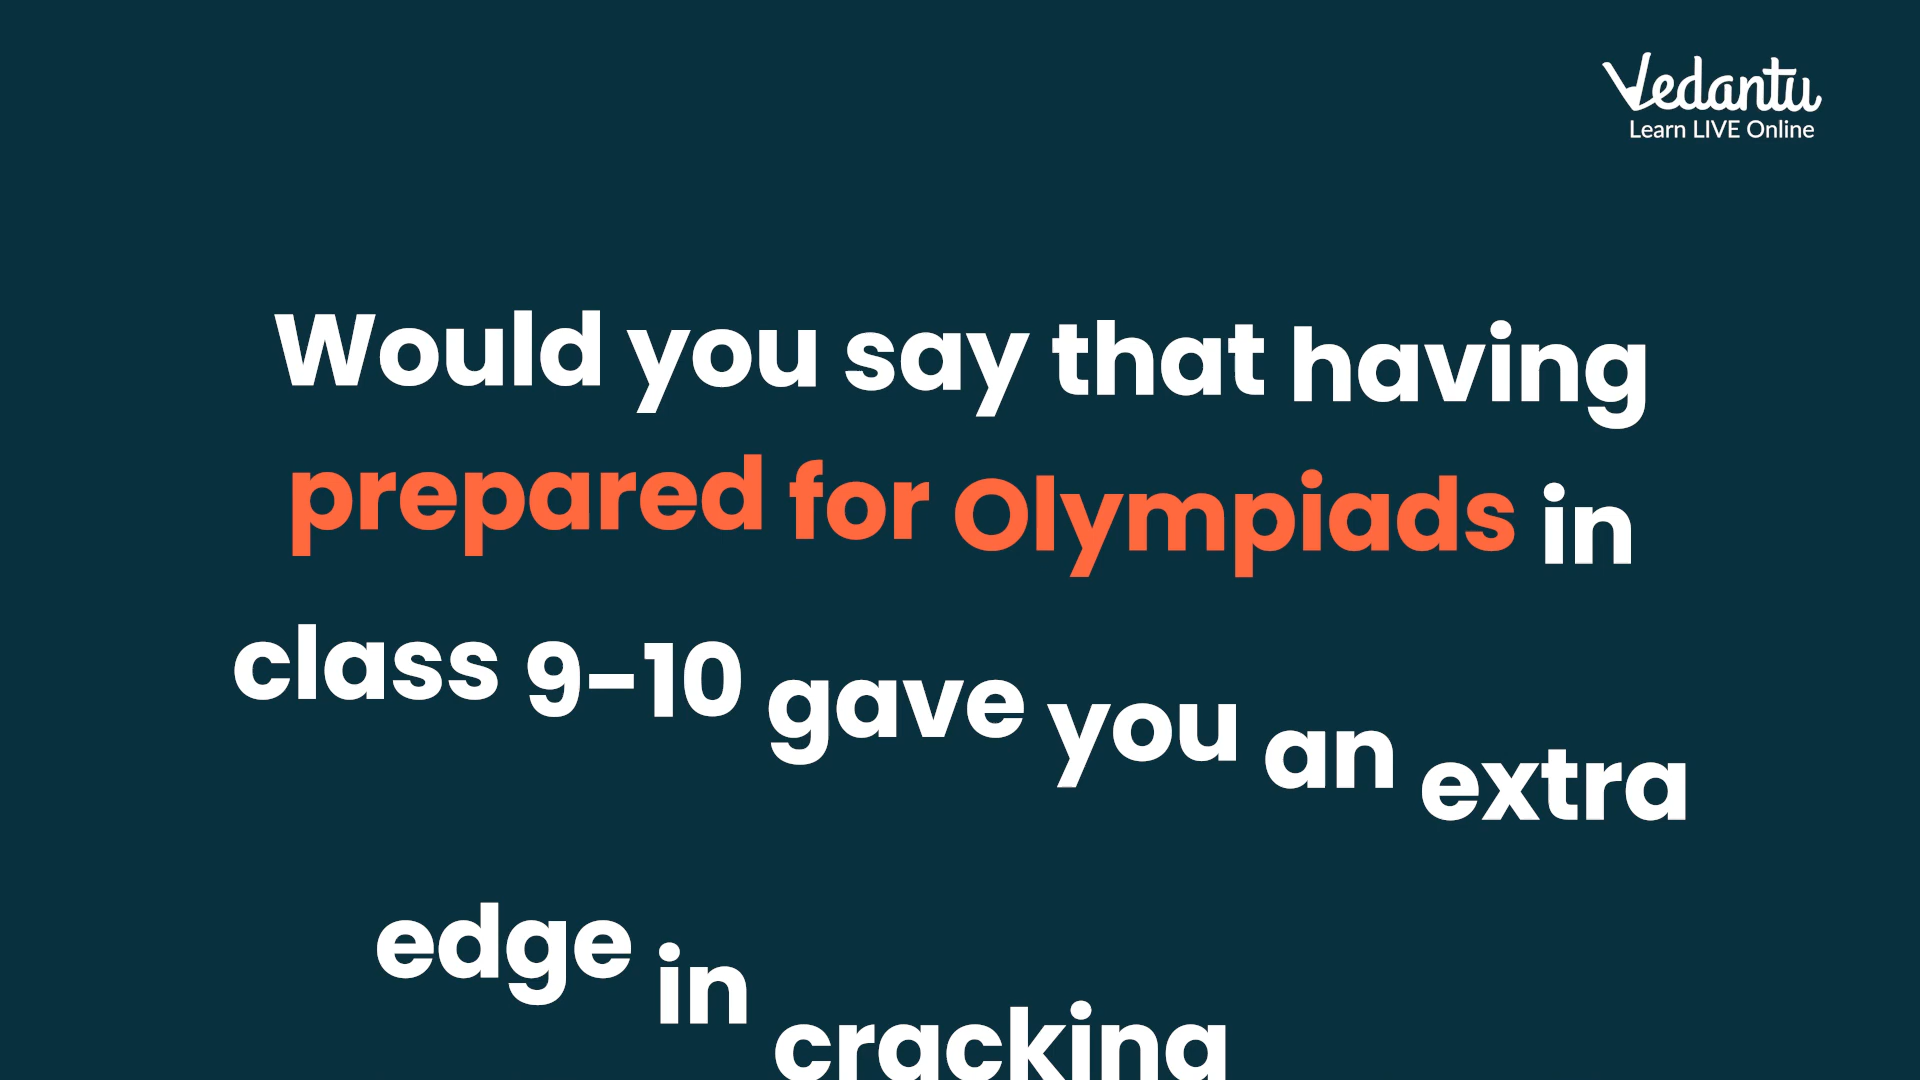 Vedantu
Learn LIVE Online
Would you say that having
prepared for Olympiads in
class 9–10 gave you an extra
edge in cracking